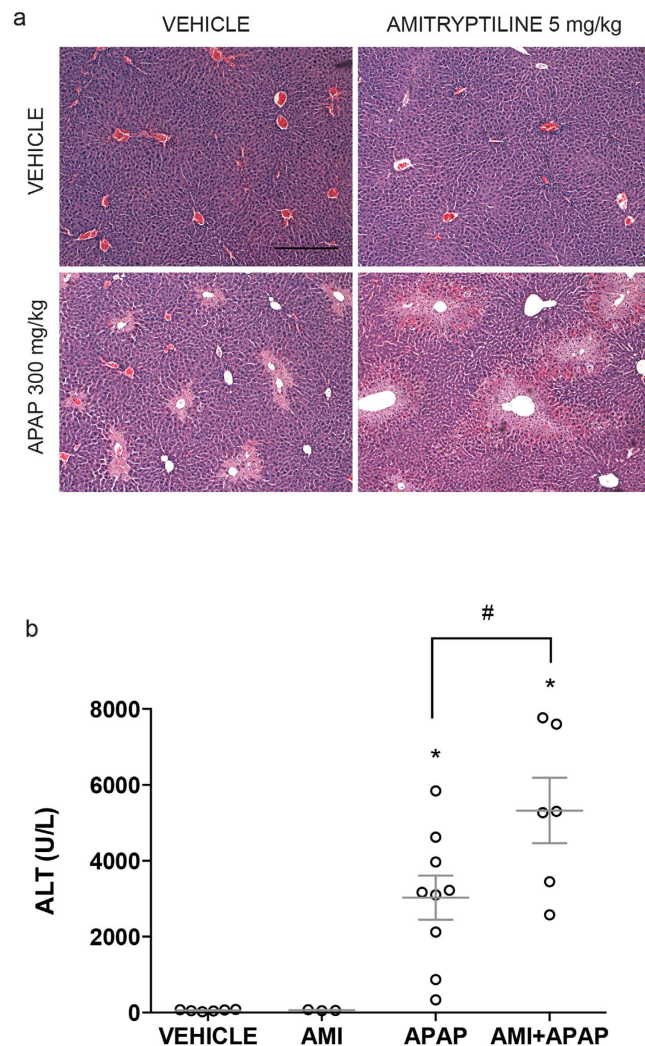 a
VEHICLE
AMITRYPTILINE 5 mg/kg
VEHICLE
APAP 300 mg/kg
b
#
*
*
8000
6000
4000
2000
0
ALT (U/L)
VEHICLE
AMI
APAP
AMI+APAP